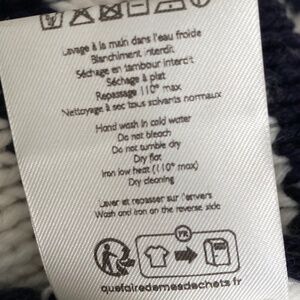 Lavage à la main dans l'eau froide
Blanchiment interdit
Séchage en tambour interdit
Séchage à plat
Repassage 110° max
Nettoyage à sec tous solvants normaux
Hand wash in cold water
Do not bleach
Do not tumble dry
Dry flat
Iron low heat (110° max)
Dry cleaning
Laver et repasser sur l'envers
Wash and iron on the reverse side
FR
quefairedemesdechets.fr